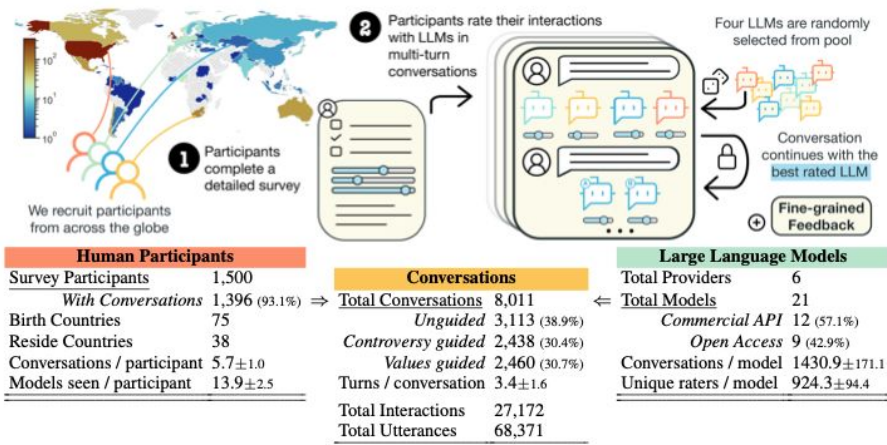 10²
10¹
10⁰
We recruit participants
from across the globe
1 Participants
complete a
detailed survey
2 Participants rate their interactions
with LLMs in
multi-turn
conversations
Four LLMs are randomly
selected from pool
Conversation
continues with the
best rated LLM
Fine-grained
Feedback
Human Participants
Survey Participants 1,500
With Conversations 1,396 (93.1%) ⇒
Birth Countries 75
Reside Countries 38
Conversations / participant 5.7±1.0
Models seen / participant 13.9±2.5
Conversations
Total Conversations 8,011
Unguided 3,113 (38.9%)
Controversy guided 2,438 (30.4%)
Values guided 2,460 (30.7%)
Turns / conversation 3.4±1.6
Total Interactions 27,172
Total Utterances 68,371
Large Language Models
Total Providers 6
⇐ Total Models 21
Commercial API 12 (57.1%)
Open Access 9 (42.9%)
Conversations / model 1430.9±171.1
Unique raters / model 924.3±94.4